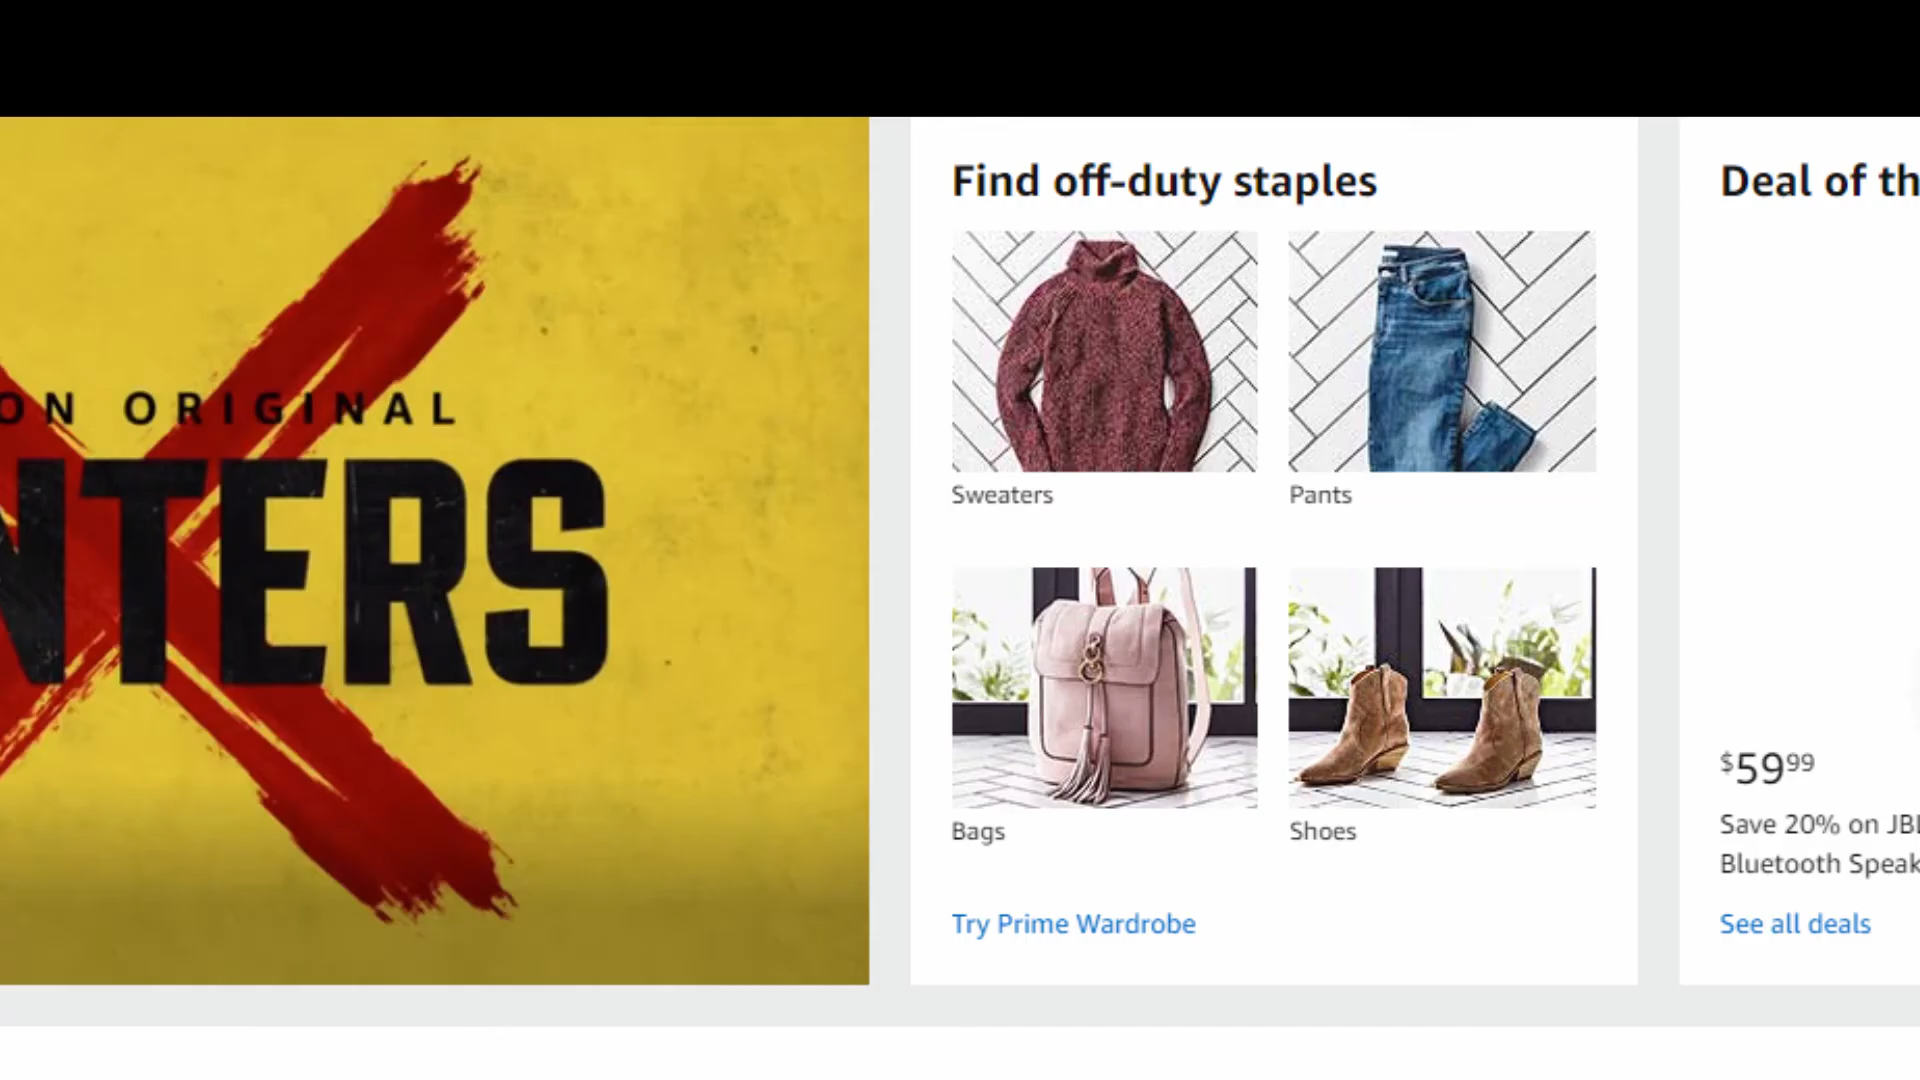 ON ORIGINAL
NTERS
Find off-duty staples
Sweaters
Pants
Bags
Shoes
Try Prime Wardrobe
Deal of th
$59 99
Save 20% on JBL
Bluetooth Speak
See all deals